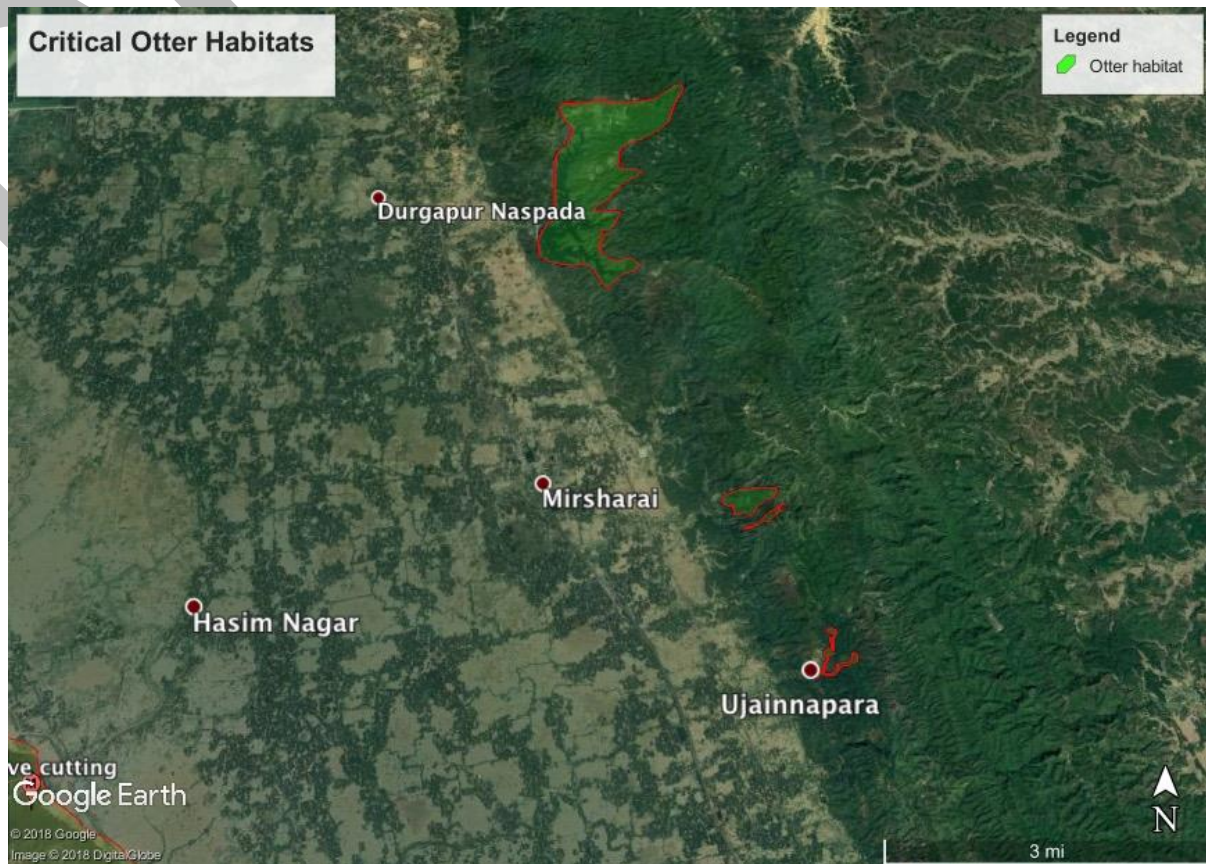 Critical Otter Habitats
Legend
Otter habitat
Durgapur Naspada
Mirsharai
Hasim Nagar
Ujainnapara
ve cutting
Google Earth
N
© 2018 Google
Image © 2018 DigitalGlobe
3 mi